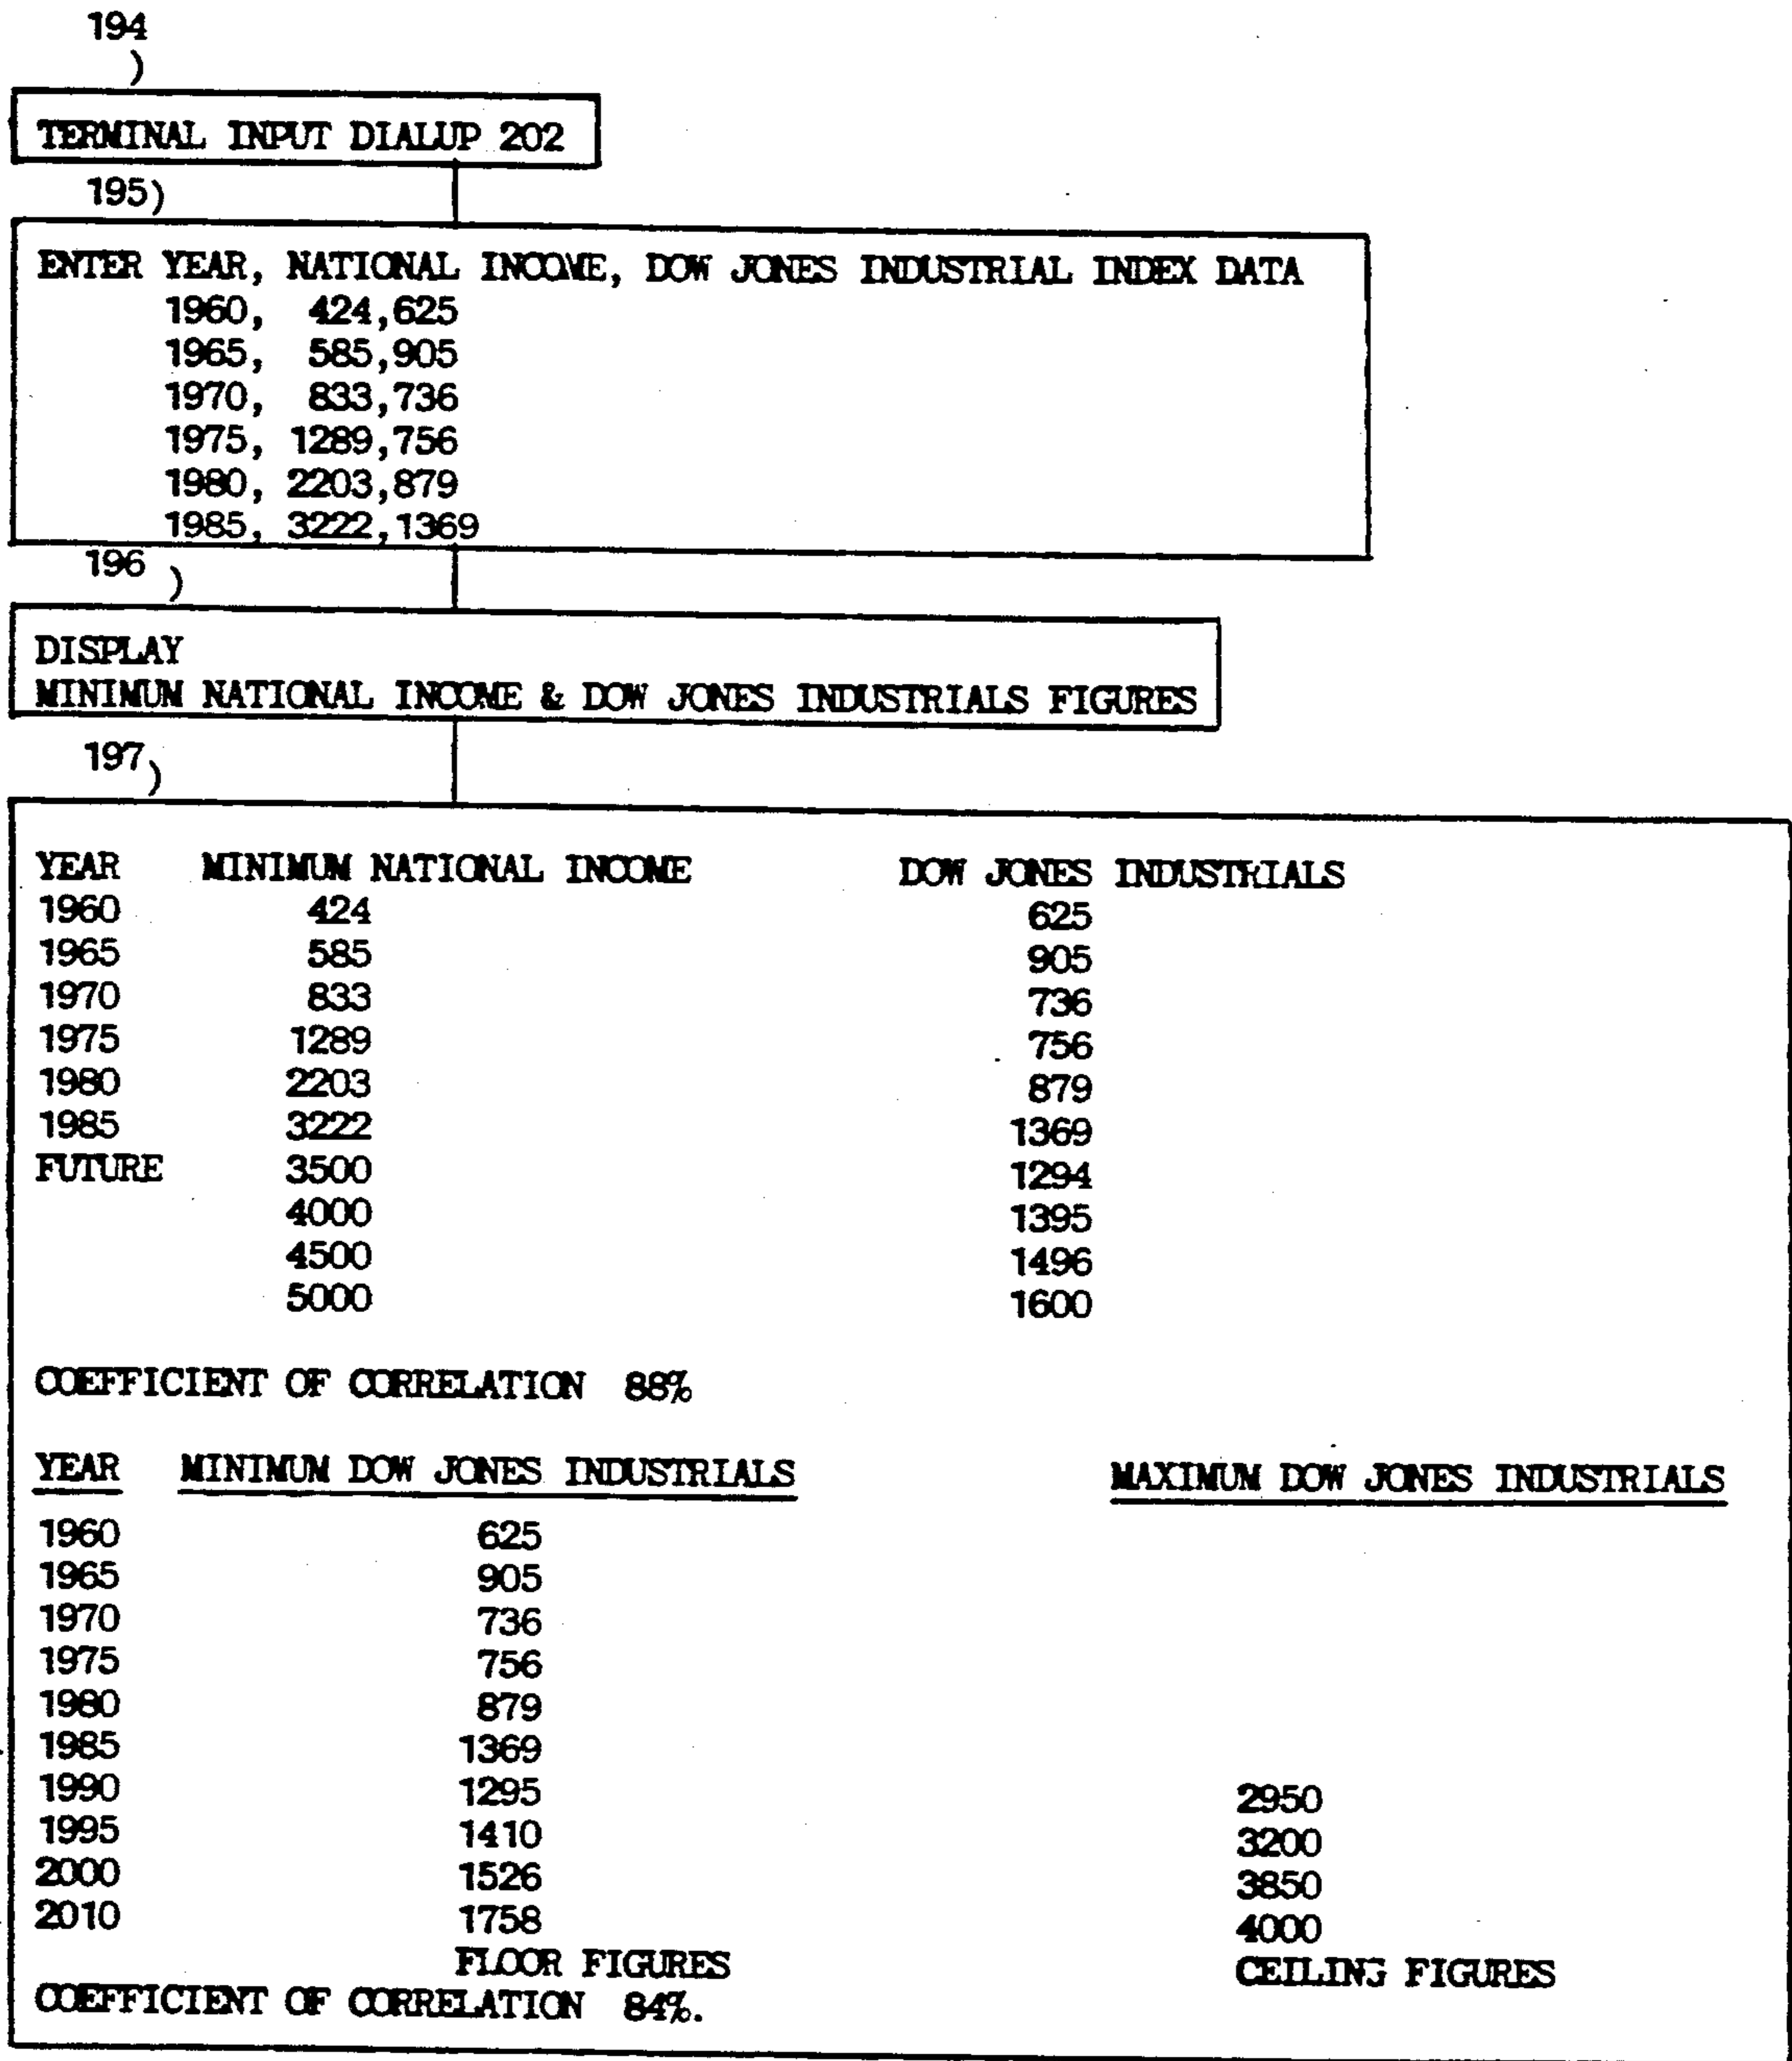 194
)
TERMINAL INPUT DIALUP 202
195)
ENTER YEAR, NATIONAL INCOME, DOW JONES INDUSTRIAL INDEX DATA
1960, 424,625
1965, 585,905
1970, 833,736
1975, 1289,756
1980, 2203,879
1985, 3222,1369
196 )
DISPLAY
MINIMUM NATIONAL INCOME & DOW JONES INDUSTRIALS FIGURES
197)
YEAR MINIMUM NATIONAL INCOME DOW JONES INDUSTRIALS
1960 424 625
1965 585 905
1970 833 736
1975 1289 756
1980 2203 879
1985 3222 1369
FUTURE 3500 1294
4000 1395
4500 1496
5000 1600
COEFFICIENT OF CORRELATION 88%
YEAR MINIMUM DOW JONES INDUSTRIALS MAXIMUM DOW JONES INDUSTRIALS
1960 625
1965 905
1970 736
1975 756
1980 879
1985 1369
1990 1295 2950
1995 1410 3200
2000 1526 3850
2010 1758 4000
FLOOR FIGURES CEILING FIGURES
COEFFICIENT OF CORRELATION 84%.